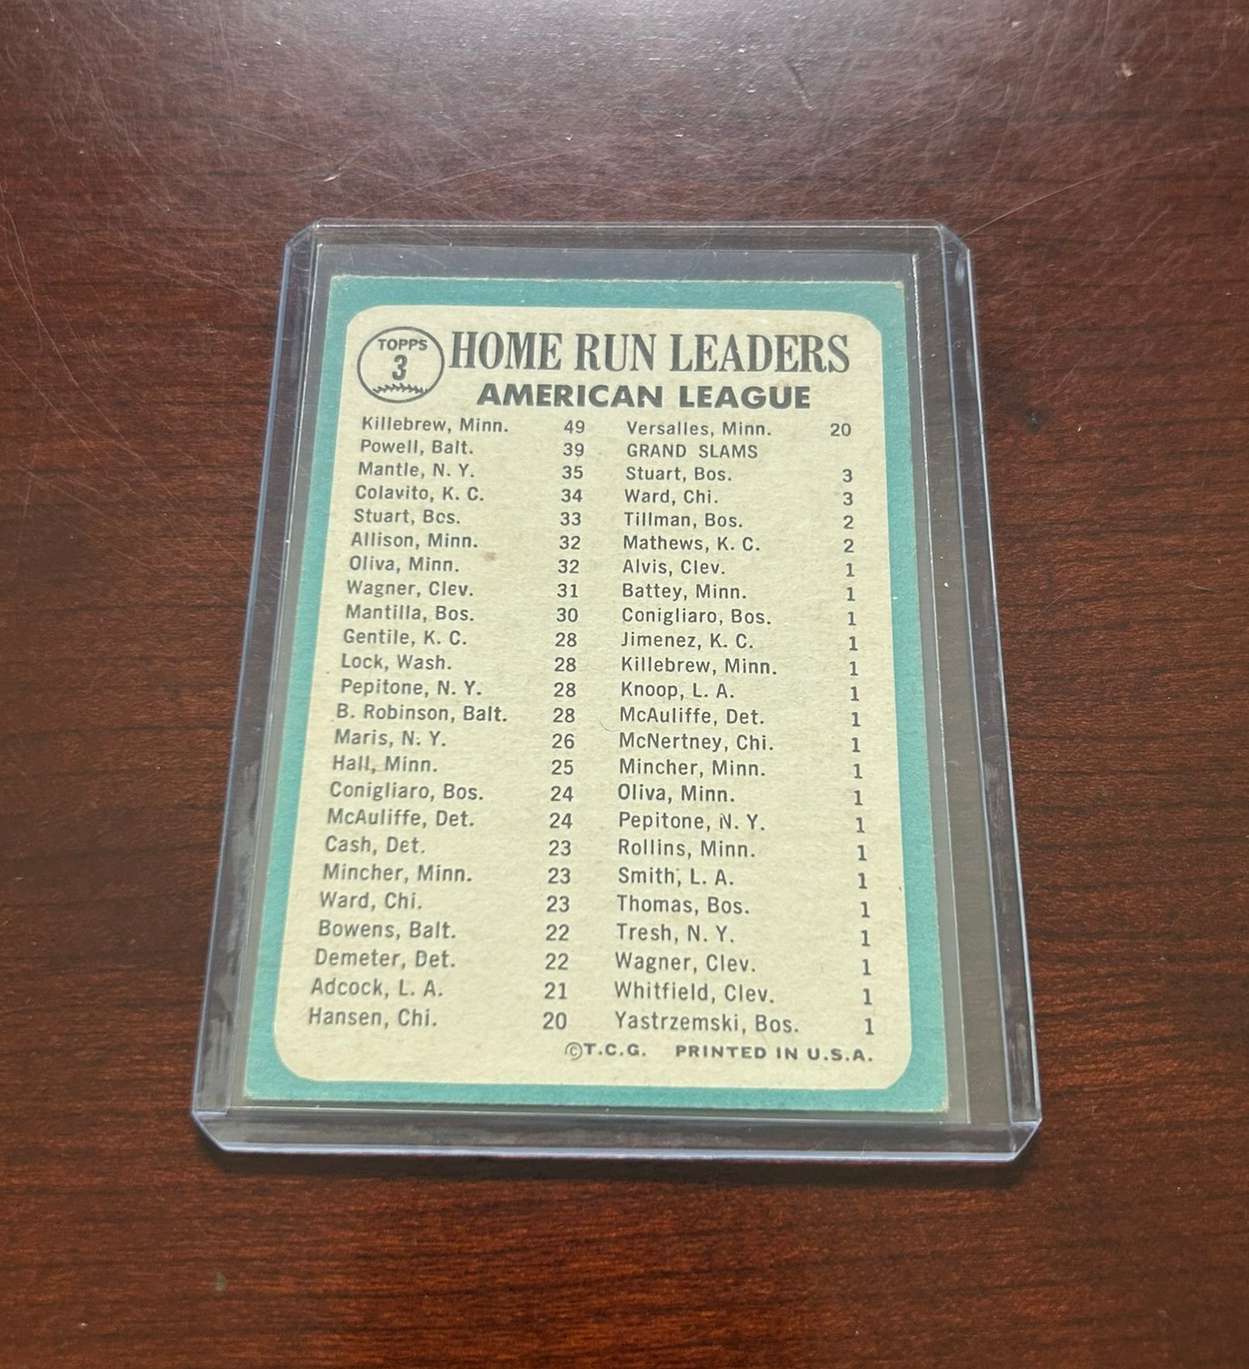 TOPPS
3
HOME RUN LEADERS
AMERICAN LEAGUE
Killebrew, Minn. 49
Powell, Balt. 39
Mantle, N. Y. 35
Colavito, K. C. 34
Stuart, Bos. 33
Allison, Minn. 32
Oliva, Minn. 32
Wagner, Clev. 31
Mantilla, Bos. 30
Gentile, K. C. 28
Lock, Wash. 28
Pepitone, N. Y. 28
B. Robinson, Balt. 28
Maris, N. Y. 26
Hall, Minn. 25
Conigliaro, Bos. 24
McAuliffe, Det. 24
Cash, Det. 23
Mincher, Minn. 23
Ward, Chi. 23
Bowens, Balt. 22
Demeter, Det. 22
Adcock, L. A. 21
Hansen, Chi. 20
Versalles, Minn. 20
GRAND SLAMS
Stuart, Bos. 3
Ward, Chi. 3
Tillman, Bos. 2
Mathews, K. C. 2
Alvis, Clev. 1
Battey, Minn. 1
Conigliaro, Bos. 1
Jimenez, K. C. 1
Killebrew, Minn. 1
Knoop, L. A. 1
McAuliffe, Det. 1
McNertney, Chi. 1
Mincher, Minn. 1
Oliva, Minn. 1
Pepitone, N. Y. 1
Rollins, Minn. 1
Smith, L. A. 1
Thomas, Bos. 1
Tresh, N. Y. 1
Wagner, Clev. 1
Whitfield, Clev. 1
Yastrzemski, Bos. 1
©T.C.G. PRINTED IN U.S.A.